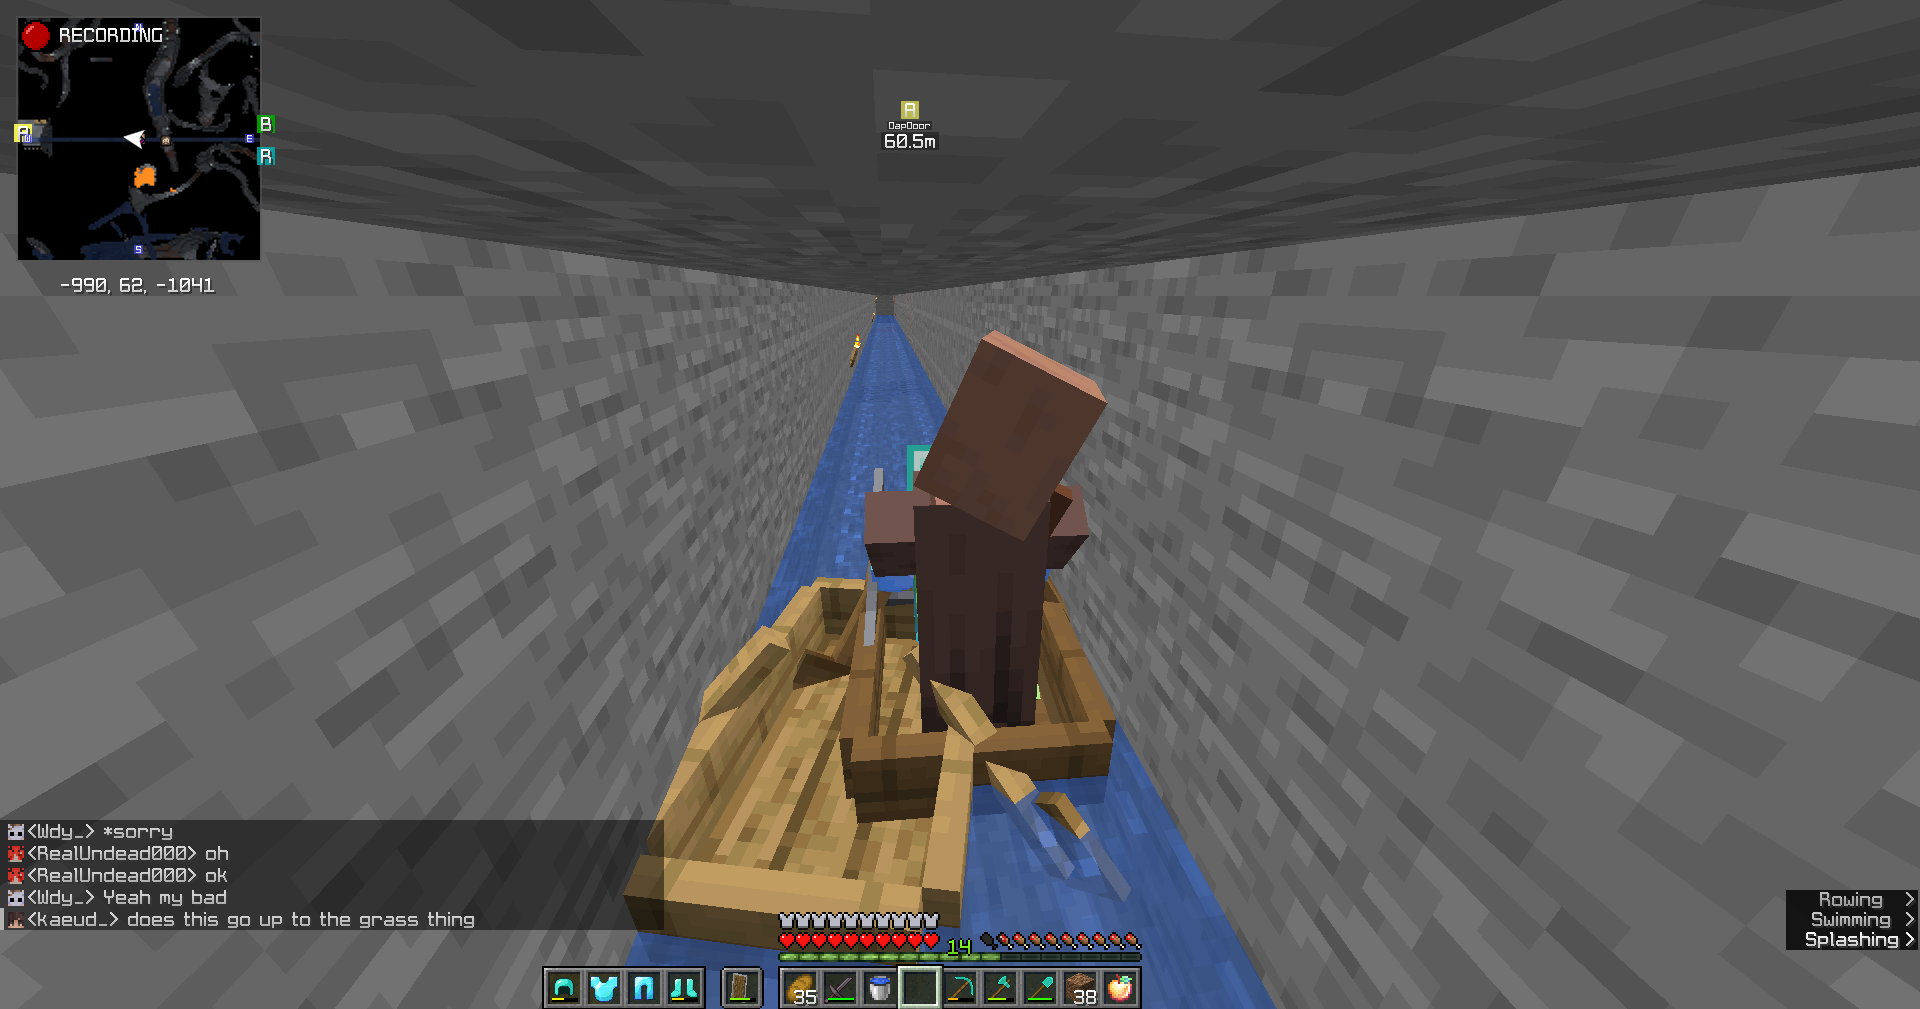 RECORDING
N
A
DapDoor
60.5m
B
W
E
R
S
-990, 62, -1041
<Wdy_> *sorry
<RealUndead000> oh
<RealUndead000> ok
<Wdy_> Yeah my bad
<kaeud_> does this go up to the grass thing
Rowing >
Swimming >
Splashing >
14
35
38